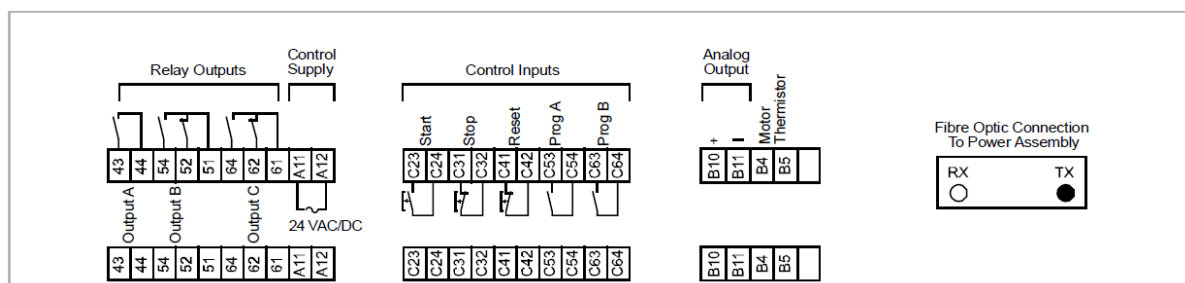 Relay Outputs
Control
Supply
Control Inputs
Analog
Output
Start
Stop
Reset
Prog A
Prog B
+
−
Motor
Thermistor
Fibre Optic Connection
To Power Assembly
RX TX
43 44 54 52 51 64 62 61 A11 A12
C23 C24 C31 C32 C41 C42 C53 C54 C63 C64
B10 B11 B4 B5
Output A
Output B
Output C
24 VAC/DC
43 44 54 52 51 64 62 61 A11 A12
C23 C24 C31 C32 C41 C42 C53 C54 C63 C64
B10 B11 B4 B5